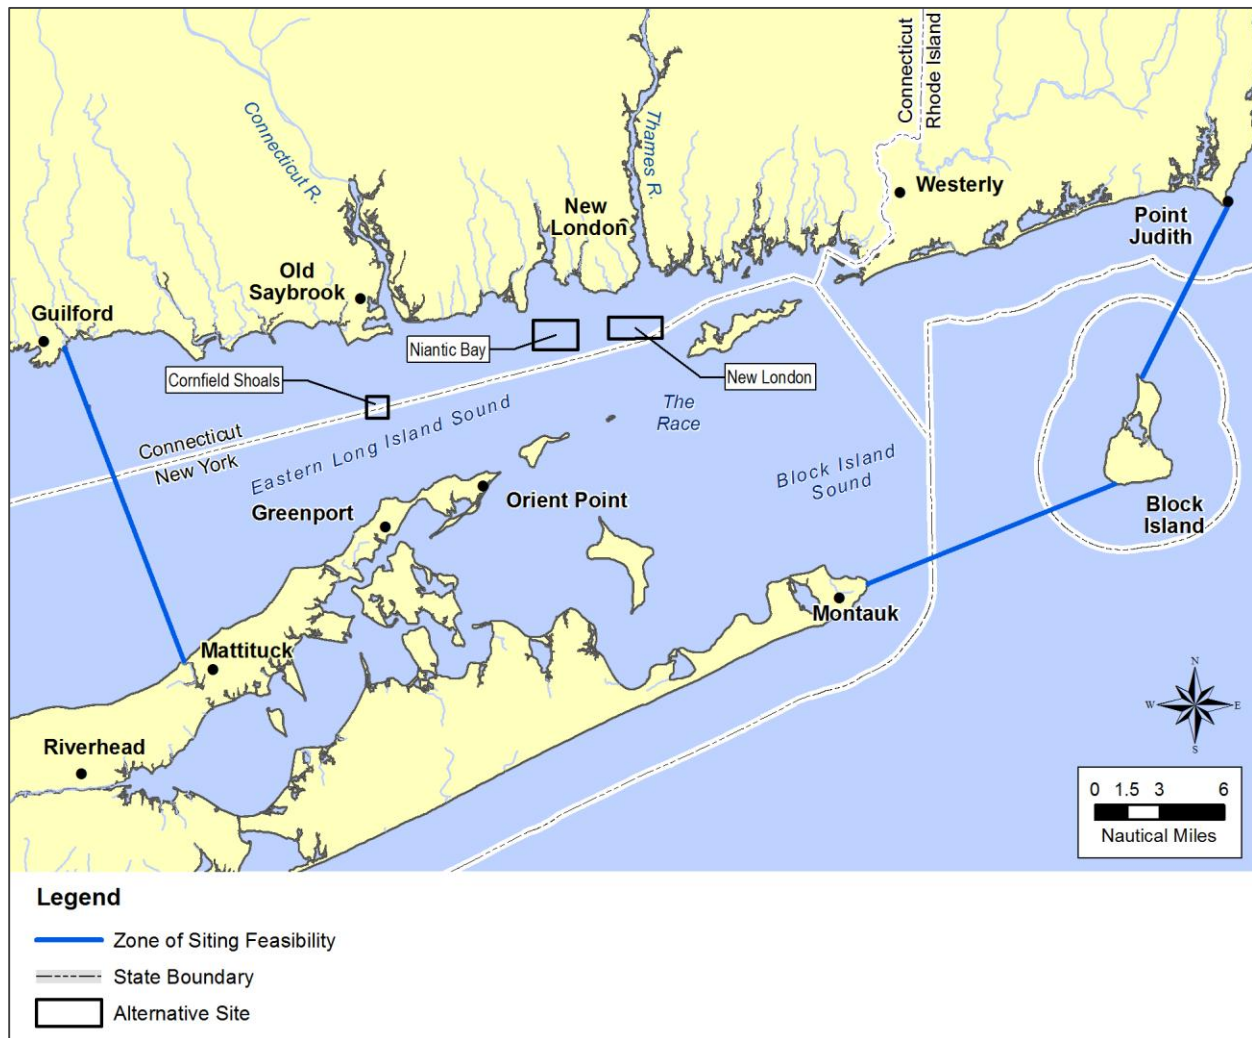 Connecticut
Rhode Island
Connecticut R.
Thames R.
Westerly
New
London
Point
Judith
Old
Saybrook
Guilford
Niantic Bay
Cornfield Shoals
New London
The
Race
Connecticut
New York
Eastern Long Island Sound
Block Island
Sound
Orient Point
Greenport
Block
Island
Montauk
Mattituck
Riverhead
N
W
E
S
0 1.5 3 6
Nautical Miles
Legend
Zone of Siting Feasibility
State Boundary
Alternative Site